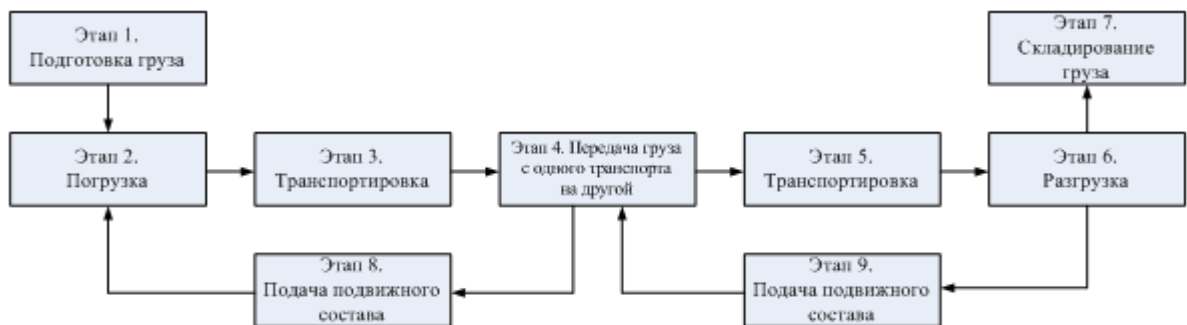 Этап 1.
Подготовка груза
Этап 7.
Складирование
груза
Этап 2.
Погрузка
Этап 3.
Транспортировка
Этап 4. Передача груза
с одного транспорта
на другой
Этап 5.
Транспортировка
Этап 6.
Разгрузка
Этап 8.
Подача подвижного
состава
Этап 9.
Подача подвижного
состава